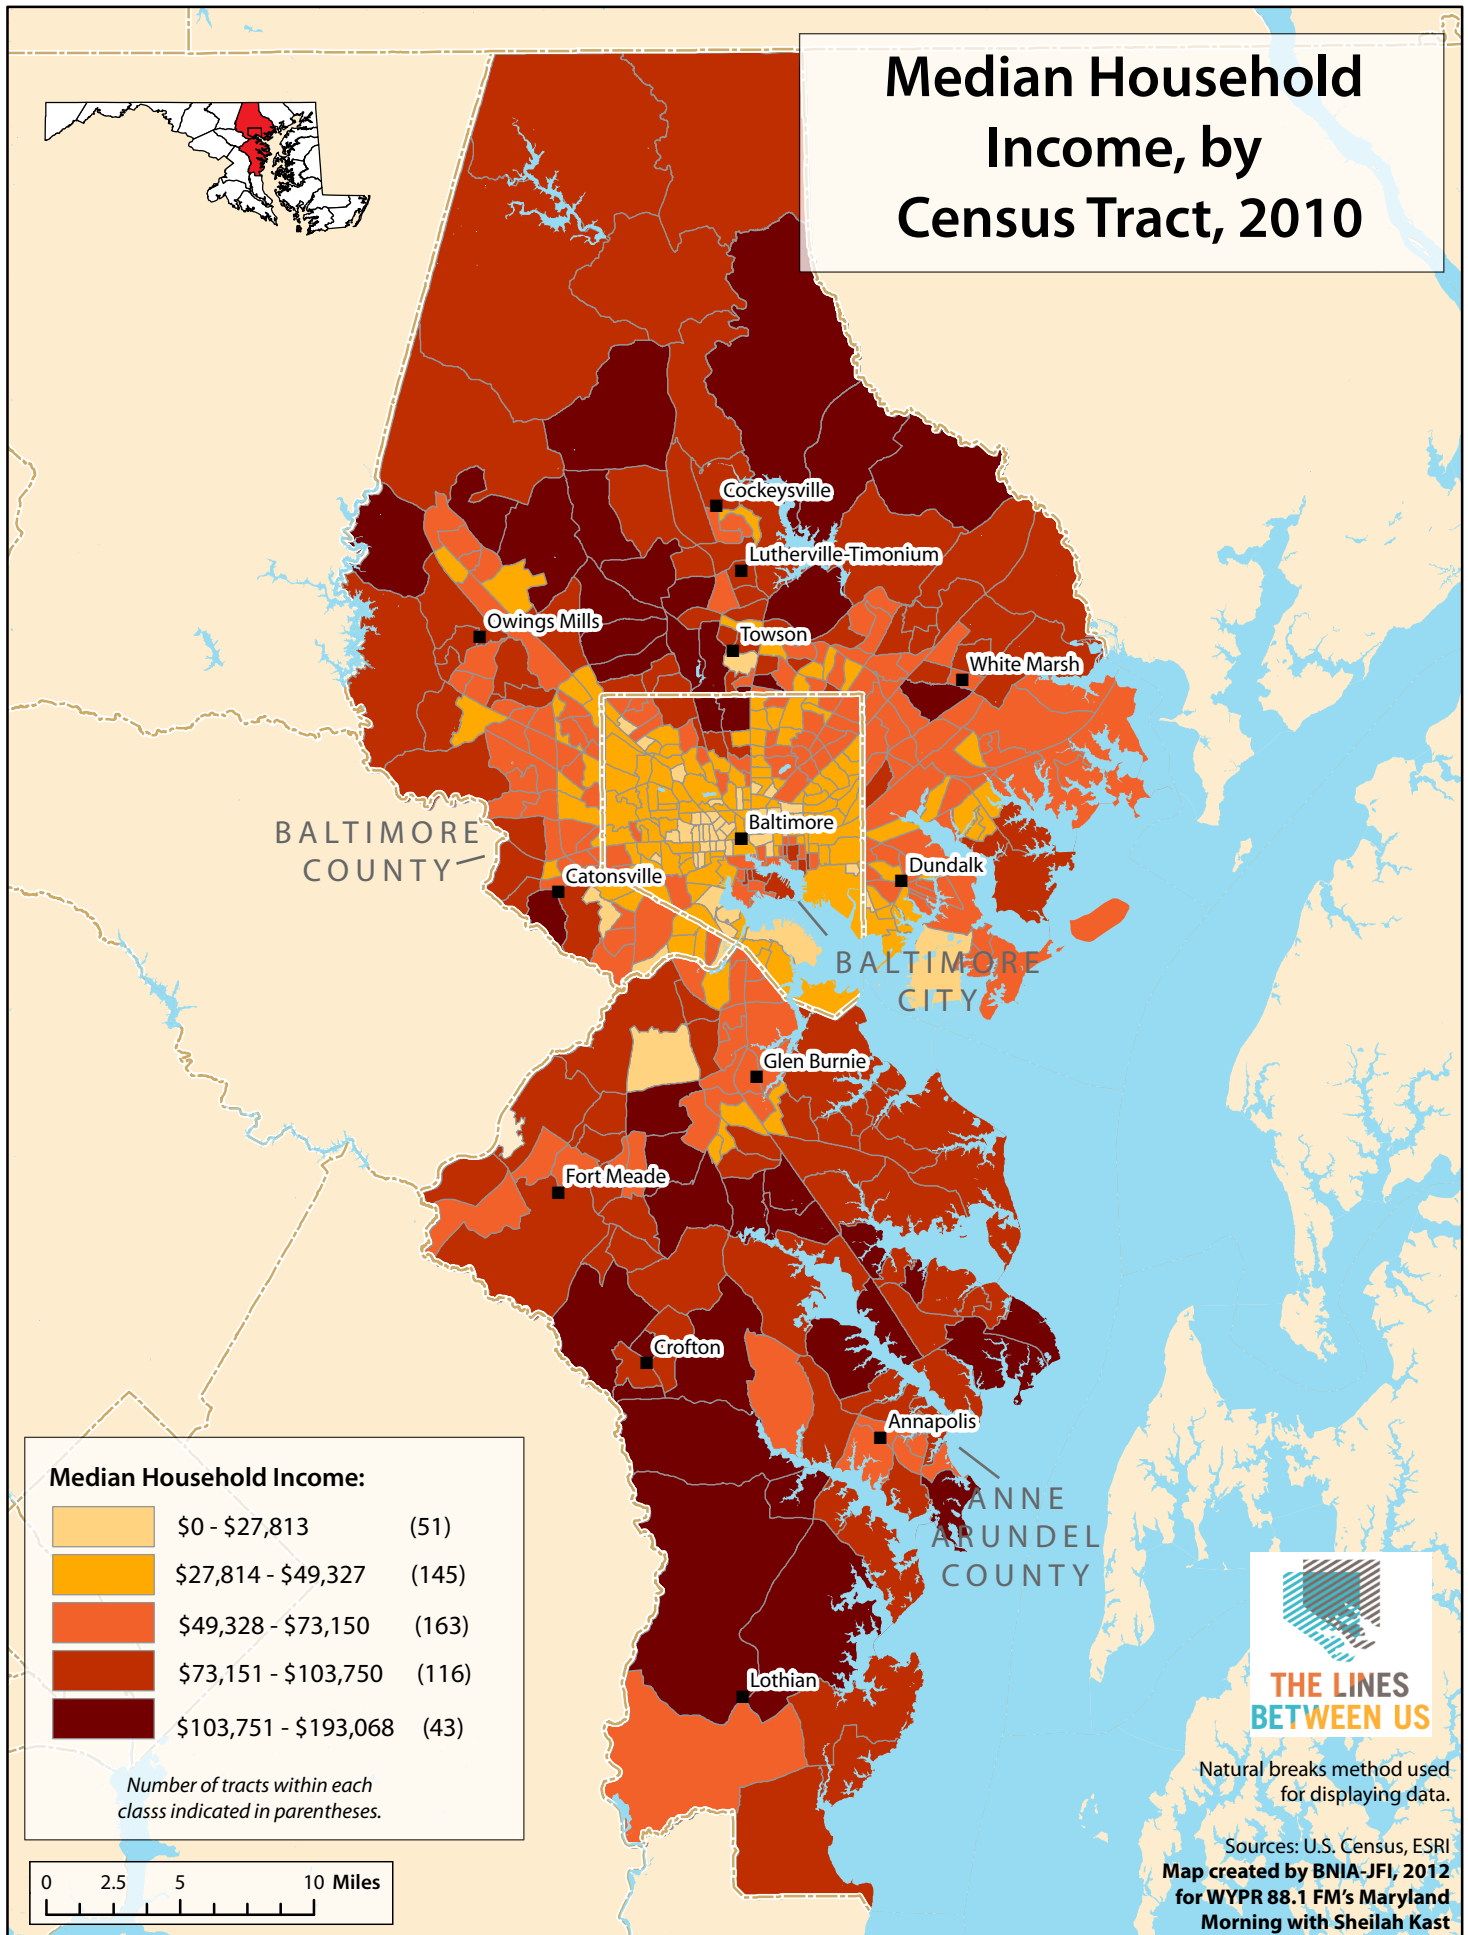 Median Household
Income, by
Census Tract, 2010
Cockeysville
Lutherville-Timonium
Owings Mills
Towson
White Marsh
BALTIMORE
COUNTY
Baltimore
Catonsville
Dundalk
BALTIMORE
CITY
Glen Burnie
Fort Meade
Crofton
Annapolis
ANNE
ARUNDEL
COUNTY
Lothian
Median Household Income:
$0 - $27,813 (51)
$27,814 - $49,327 (145)
$49,328 - $73,150 (163)
$73,151 - $103,750 (116)
$103,751 - $193,068 (43)
Number of tracts within each
classs indicated in parentheses.
0 2.5 5 10 Miles
THE LINES
BETWEEN US
Natural breaks method used
for displaying data.
Sources: U.S. Census, ESRI
Map created by BNIA-JFI, 2012
for WYPR 88.1 FM's Maryland
Morning with Sheilah Kast